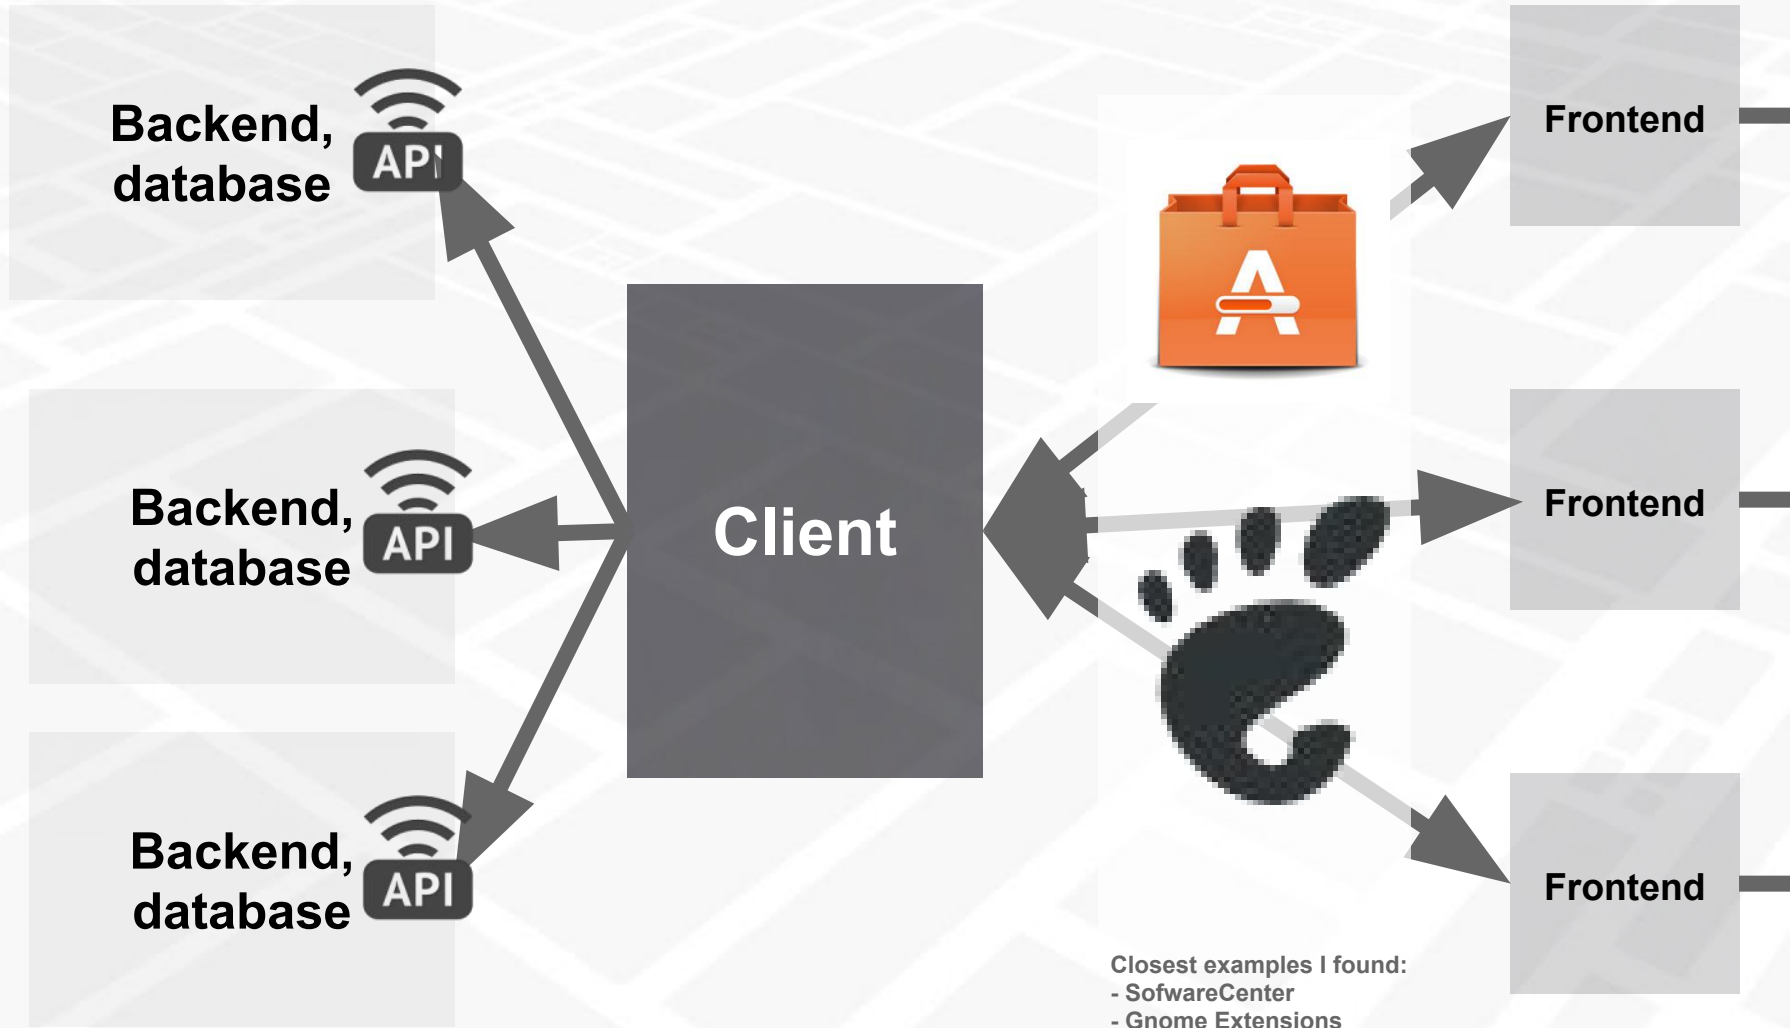 Backend,
database
API
Frontend
A
Client
Backend,
database
API
Frontend
Backend,
database
API
Frontend
Closest examples I found:
- SofwareCenter
- Gnome Extensions